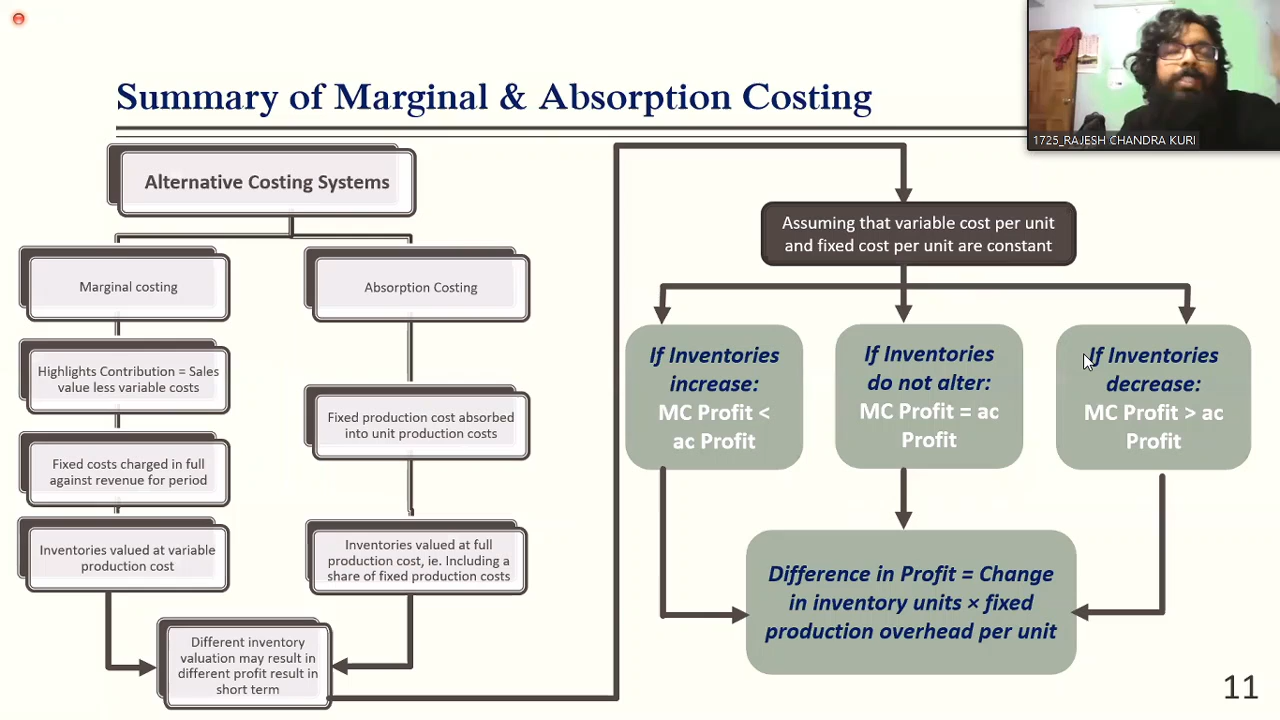 Summary of Marginal & Absorption Costing
1725_RAJESH CHANDRA KURI
Alternative Costing Systems
Marginal costing
Highlights Contribution = Sales
value less variable costs
Fixed costs charged in full
against revenue for period
Inventories valued at variable
production cost
Absorption Costing
Fixed production cost absorbed
into unit production costs
Inventories valued at full
production cost, ie. Including a
share of fixed production costs
Different inventory
valuation may result in
different profit result in
short term
Assuming that variable cost per unit
and fixed cost per unit are constant
If Inventories
increase:
MC Profit <
ac Profit
If Inventories
do not alter:
MC Profit = ac
Profit
If Inventories
decrease:
MC Profit > ac
Profit
Difference in Profit = Change
in inventory units × fixed
production overhead per unit
11